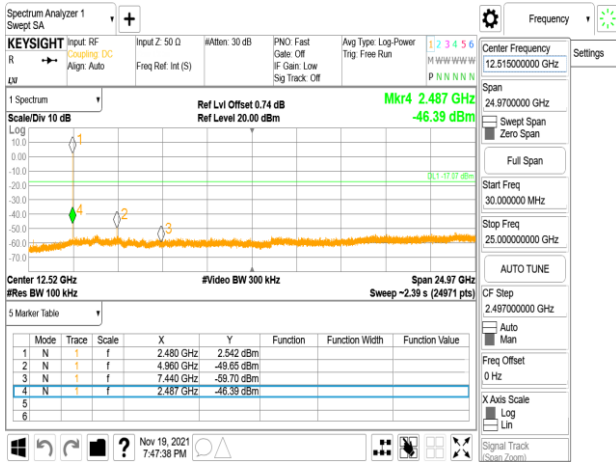 Spectrum Analyzer 1
Swept SA
+
KEYSIGHT
R
Input: RF
Coupling: DC
Align: Auto
Input Z: 50 Ω
Freq Ref: Int (S)
#Atten: 30 dB
PNO: Fast
Gate: Off
IF Gain: Low
Sig Track: Off
Avg Type: Log-Power
Trig: Free Run
1 2 3 4 5 6
M W W W W W
P N N N N N
1 Spectrum
Scale/Div 10 dB
Ref Lvl Offset 0.74 dB
Ref Level 20.00 dBm
Mkr4 2.487 GHz
-46.39 dBm
Log
10.0
0.00
-10.0
-20.0
-30.0
-40.0
-50.0
-60.0
-70.0
1
2
3
4
DL1 -17.07 dBm
Center 12.52 GHz
#Res BW 100 kHz
#Video BW 300 kHz
Span 24.97 GHz
Sweep ~2.39 s (24971 pts)
5 Marker Table
Mode Trace Scale X Y Function Function Width Function Value
1 N 1 f 2.480 GHz 2.542 dBm
2 N 1 f 4.960 GHz -49.65 dBm
3 N 1 f 7.440 GHz -59.70 dBm
4 N 1 f 2.487 GHz -46.39 dBm
5
6
?
Nov 19, 2021
7:47:38 PM
Frequency
Settings
Center Frequency
12.515000000 GHz
Span
24.9700000 GHz
Swept Span
Zero Span
Full Span
Start Freq
30.000000 MHz
Stop Freq
25.000000000 GHz
AUTO TUNE
CF Step
2.497000000 GHz
Auto
Man
Freq Offset
0 Hz
X Axis Scale
Log
Lin
Signal Track
(Span Zoom)